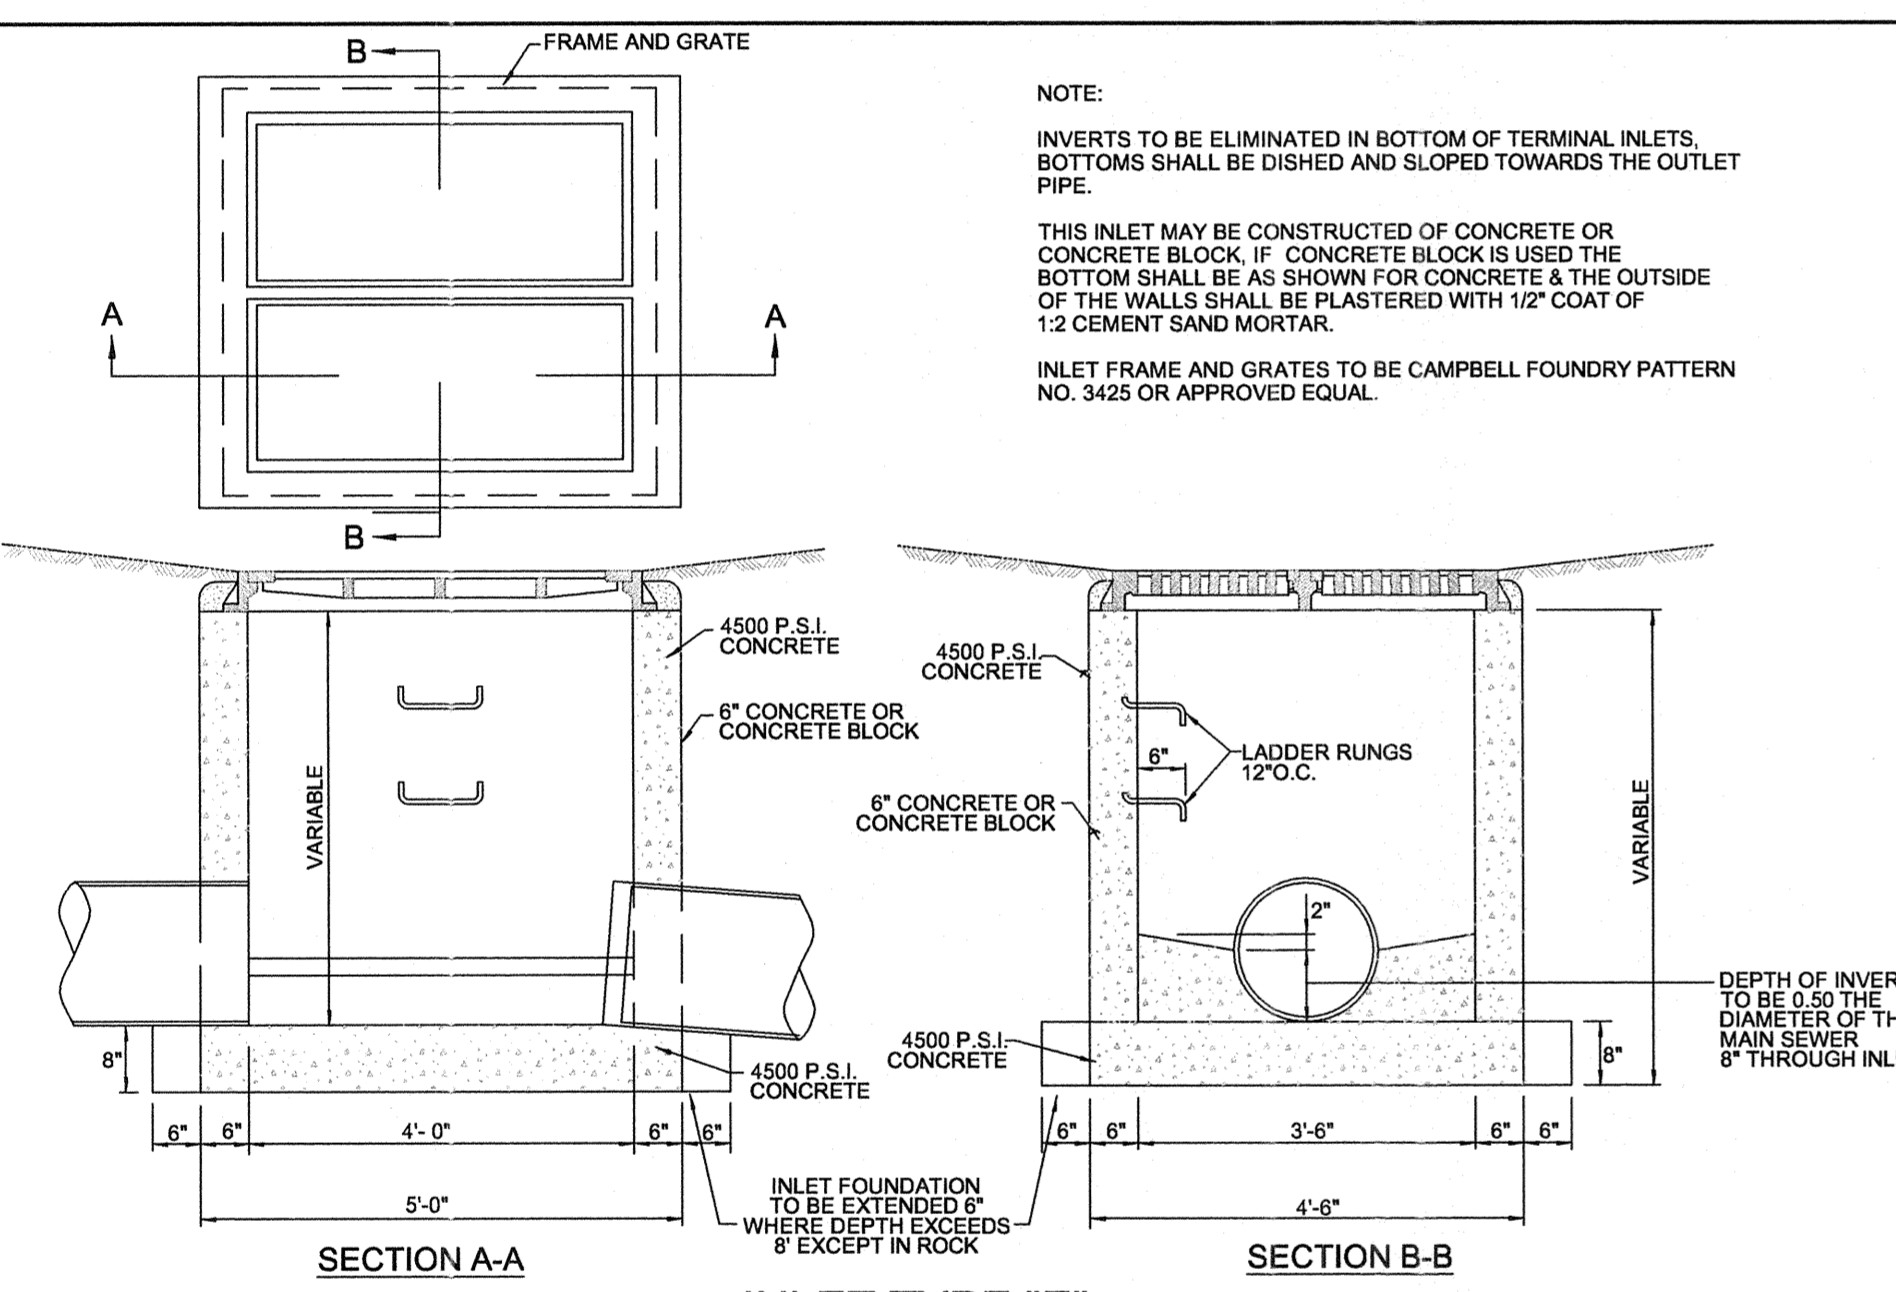 B
FRAME AND GRATE
A
A
B
NOTE:
INVERTS TO BE ELIMINATED IN BOTTOM OF TERMINAL INLETS,
BOTTOMS SHALL BE DISHED AND SLOPED TOWARDS THE OUTLET
PIPE.
THIS INLET MAY BE CONSTRUCTED OF CONCRETE OR
CONCRETE BLOCK, IF CONCRETE BLOCK IS USED THE
BOTTOM SHALL BE AS SHOWN FOR CONCRETE & THE OUTSIDE
OF THE WALLS SHALL BE PLASTERED WITH 1/2" COAT OF
1:2 CEMENT SAND MORTAR.
INLET FRAME AND GRATES TO BE CAMPBELL FOUNDRY PATTERN
NO. 3425 OR APPROVED EQUAL.
4500 P.S.I.
CONCRETE
6" CONCRETE OR
CONCRETE BLOCK
VARIABLE
8"
4500 P.S.I.
CONCRETE
6"
6"
4'- 0"
6"
6"
5'-0"
SECTION A-A
INLET FOUNDATION
TO BE EXTENDED 6"
WHERE DEPTH EXCEEDS
8' EXCEPT IN ROCK
4500 P.S.I.
CONCRETE
LADDER RUNGS
12"O.C.
6"
6" CONCRETE OR
CONCRETE BLOCK
VARIABLE
2"
DEPTH OF INVER
TO BE 0.50 THE
DIAMETER OF TH
MAIN SEWER
8" THROUGH INL
4500 P.S.I.
CONCRETE
8"
6"
6"
3'-6"
6"
6"
4'-6"
SECTION B-B